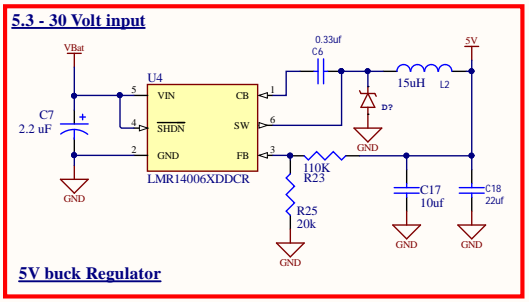 5.3 - 30 Volt input
VBat
0.33uf
C6
5V
U4
15uH L2
5 VIN CB 1
D?
C7
2.2 uF
4 SHDN SW 6
GND
2 GND FB 3
110K
R23
LMR14006XDDCR
C17
10uf
C18
22uf
GND
R25
20k
GND GND
GND
5V buck Regulator